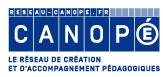 RESEAU-CANOPE.FR
CANOPÉ
LE RÉSEAU DE CRÉATION
ET D'ACCOMPAGNEMENT PÉDAGOGIQUES